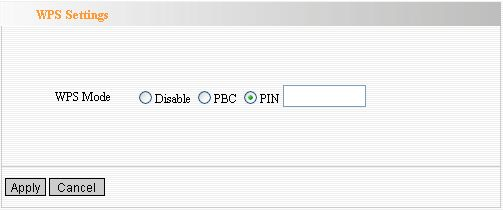 WPS Settings
WPS Mode Disable PBC PIN
Apply Cancel